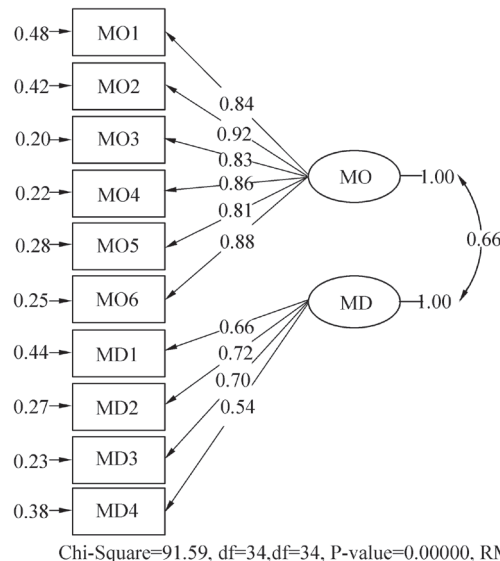 0.48 MO1
0.84
0.42 MO2
0.92
0.20 MO3
0.83
0.22 MO4
0.86
MO 1.00
0.81
0.28 MO5
0.88
0.66
0.25 MO6
MD 1.00
0.66
0.44 MD1
0.72
0.70
0.27 MD2
0.54
0.23 MD3
0.38 MD4
Chi-Square=91.59, df=34,df=34, P-value=0.00000, RM